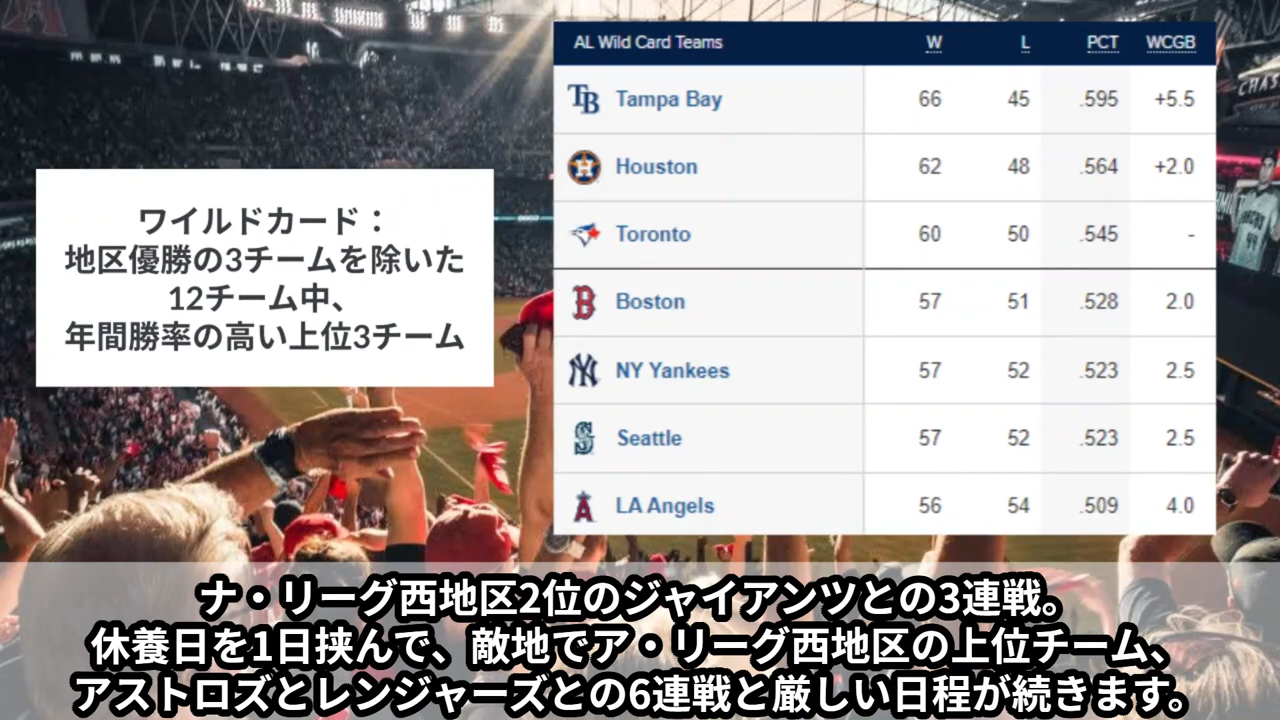 AL Wild Card Teams W L PCT WCGB
Tampa Bay 66 45 .595 +5.5
Houston 62 48 .564 +2.0
Toronto 60 50 .545 -
Boston 57 51 .528 2.0
NY Yankees 57 52 .523 2.5
Seattle 57 52 .523 2.5
LA Angels 56 54 .509 4.0
ワイルドカード：
地区優勝の3チームを除いた
12チーム中、
年間勝率の高い上位3チーム
ナ・リーグ西地区2位のジャイアンツとの3連戦。
休養日を1日挟んで、敵地でア・リーグ西地区の上位チーム、
アストロズとレンジャーズとの6連戦と厳しい日程が続きます。